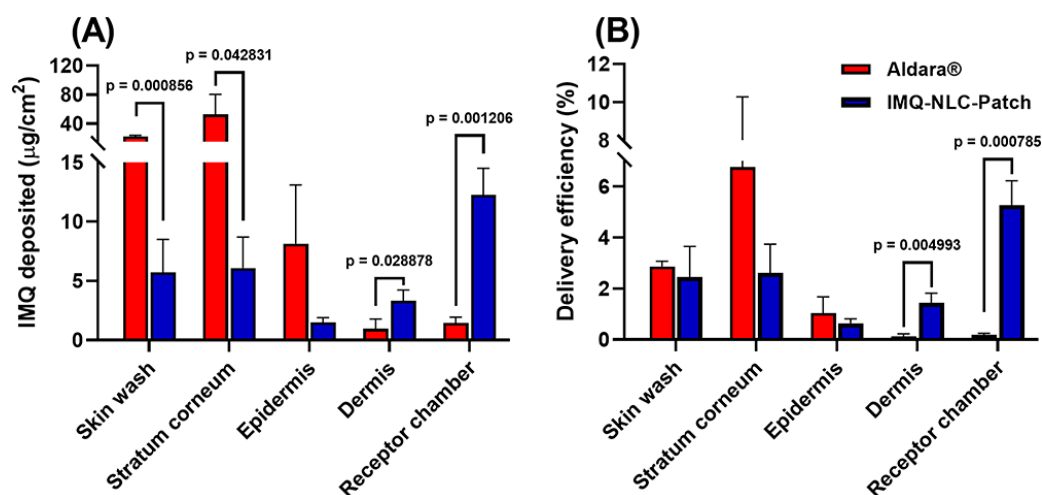 (A)
IMQ deposited (µg/cm²)
120
80
40
15
10
5
0
p = 0.000856
p = 0.042831
p = 0.028878
p = 0.001206
Skin wash
Stratum corneum
Epidermis
Dermis
Receptor chamber
(B)
Delivery efficiency (%)
12
10
8
6
4
2
0
Aldara®
IMQ-NLC-Patch
p = 0.004993
p = 0.000785
Skin wash
Stratum corneum
Epidermis
Dermis
Receptor chamber